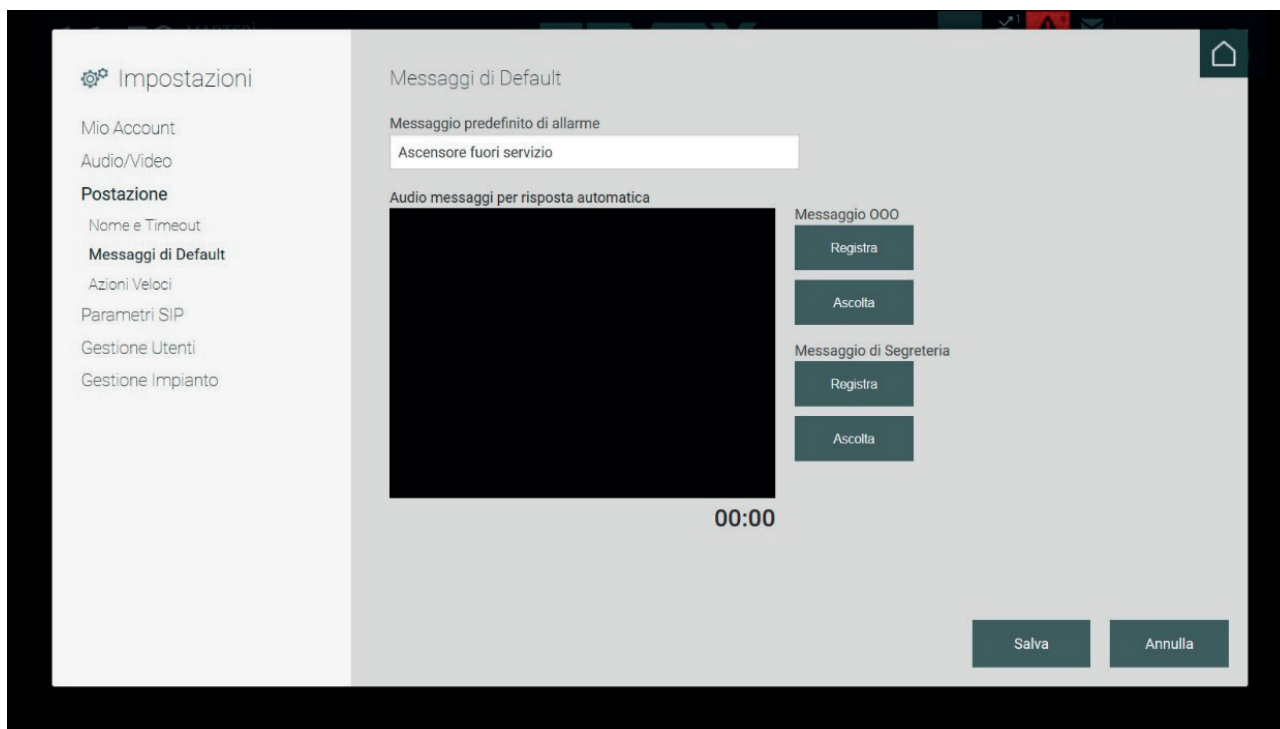 Impostazioni
Mio Account
Audio/Video
Postazione
Nome e Timeout
Messaggi di Default
Azioni Veloci
Parametri SIP
Gestione Utenti
Gestione Impianto
Messaggi di Default
Messaggio predefinito di allarme
Ascensore fuori servizio
Audio messaggi per risposta automatica
00:00
Messaggio OOO
Registra
Ascolta
Messaggio di Segreteria
Registra
Ascolta
Salva
Annulla